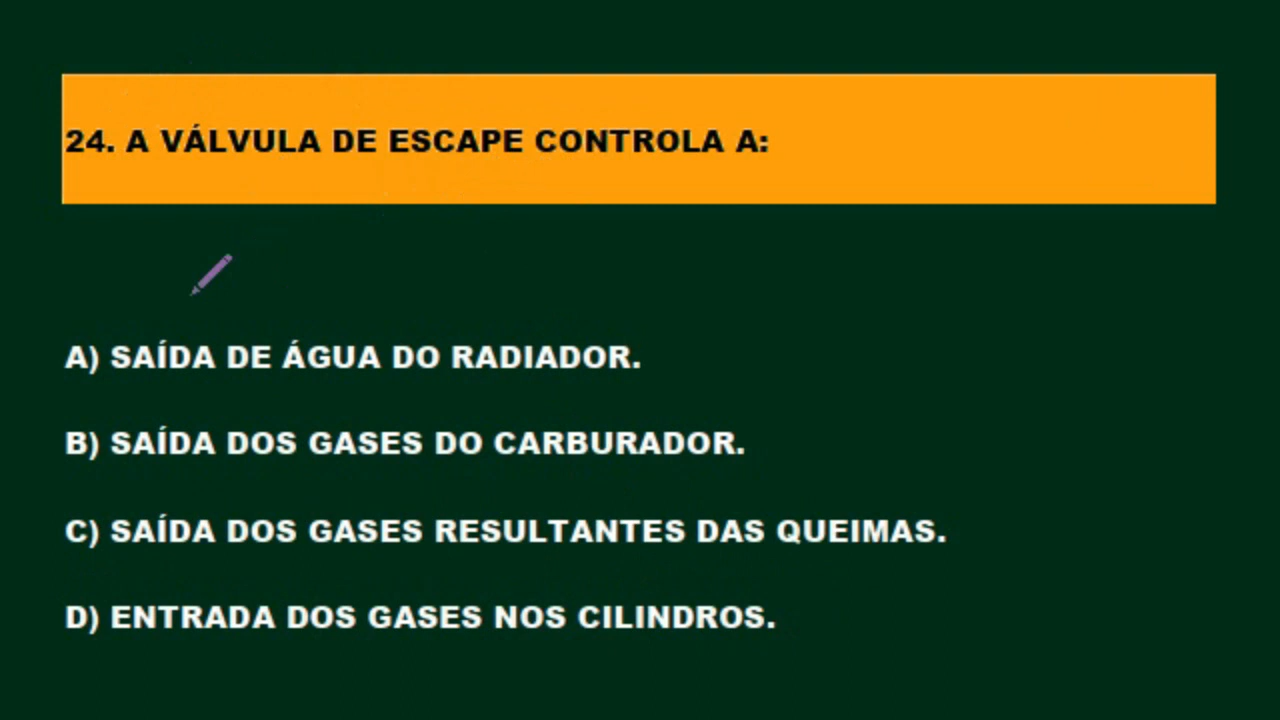 24. A VÁLVULA DE ESCAPE CONTROLA A:
A) SAÍDA DE ÁGUA DO RADIADOR.
B) SAÍDA DOS GASES DO CARBURADOR.
C) SAÍDA DOS GASES RESULTANTES DAS QUEIMAS.
D) ENTRADA DOS GASES NOS CILINDROS.